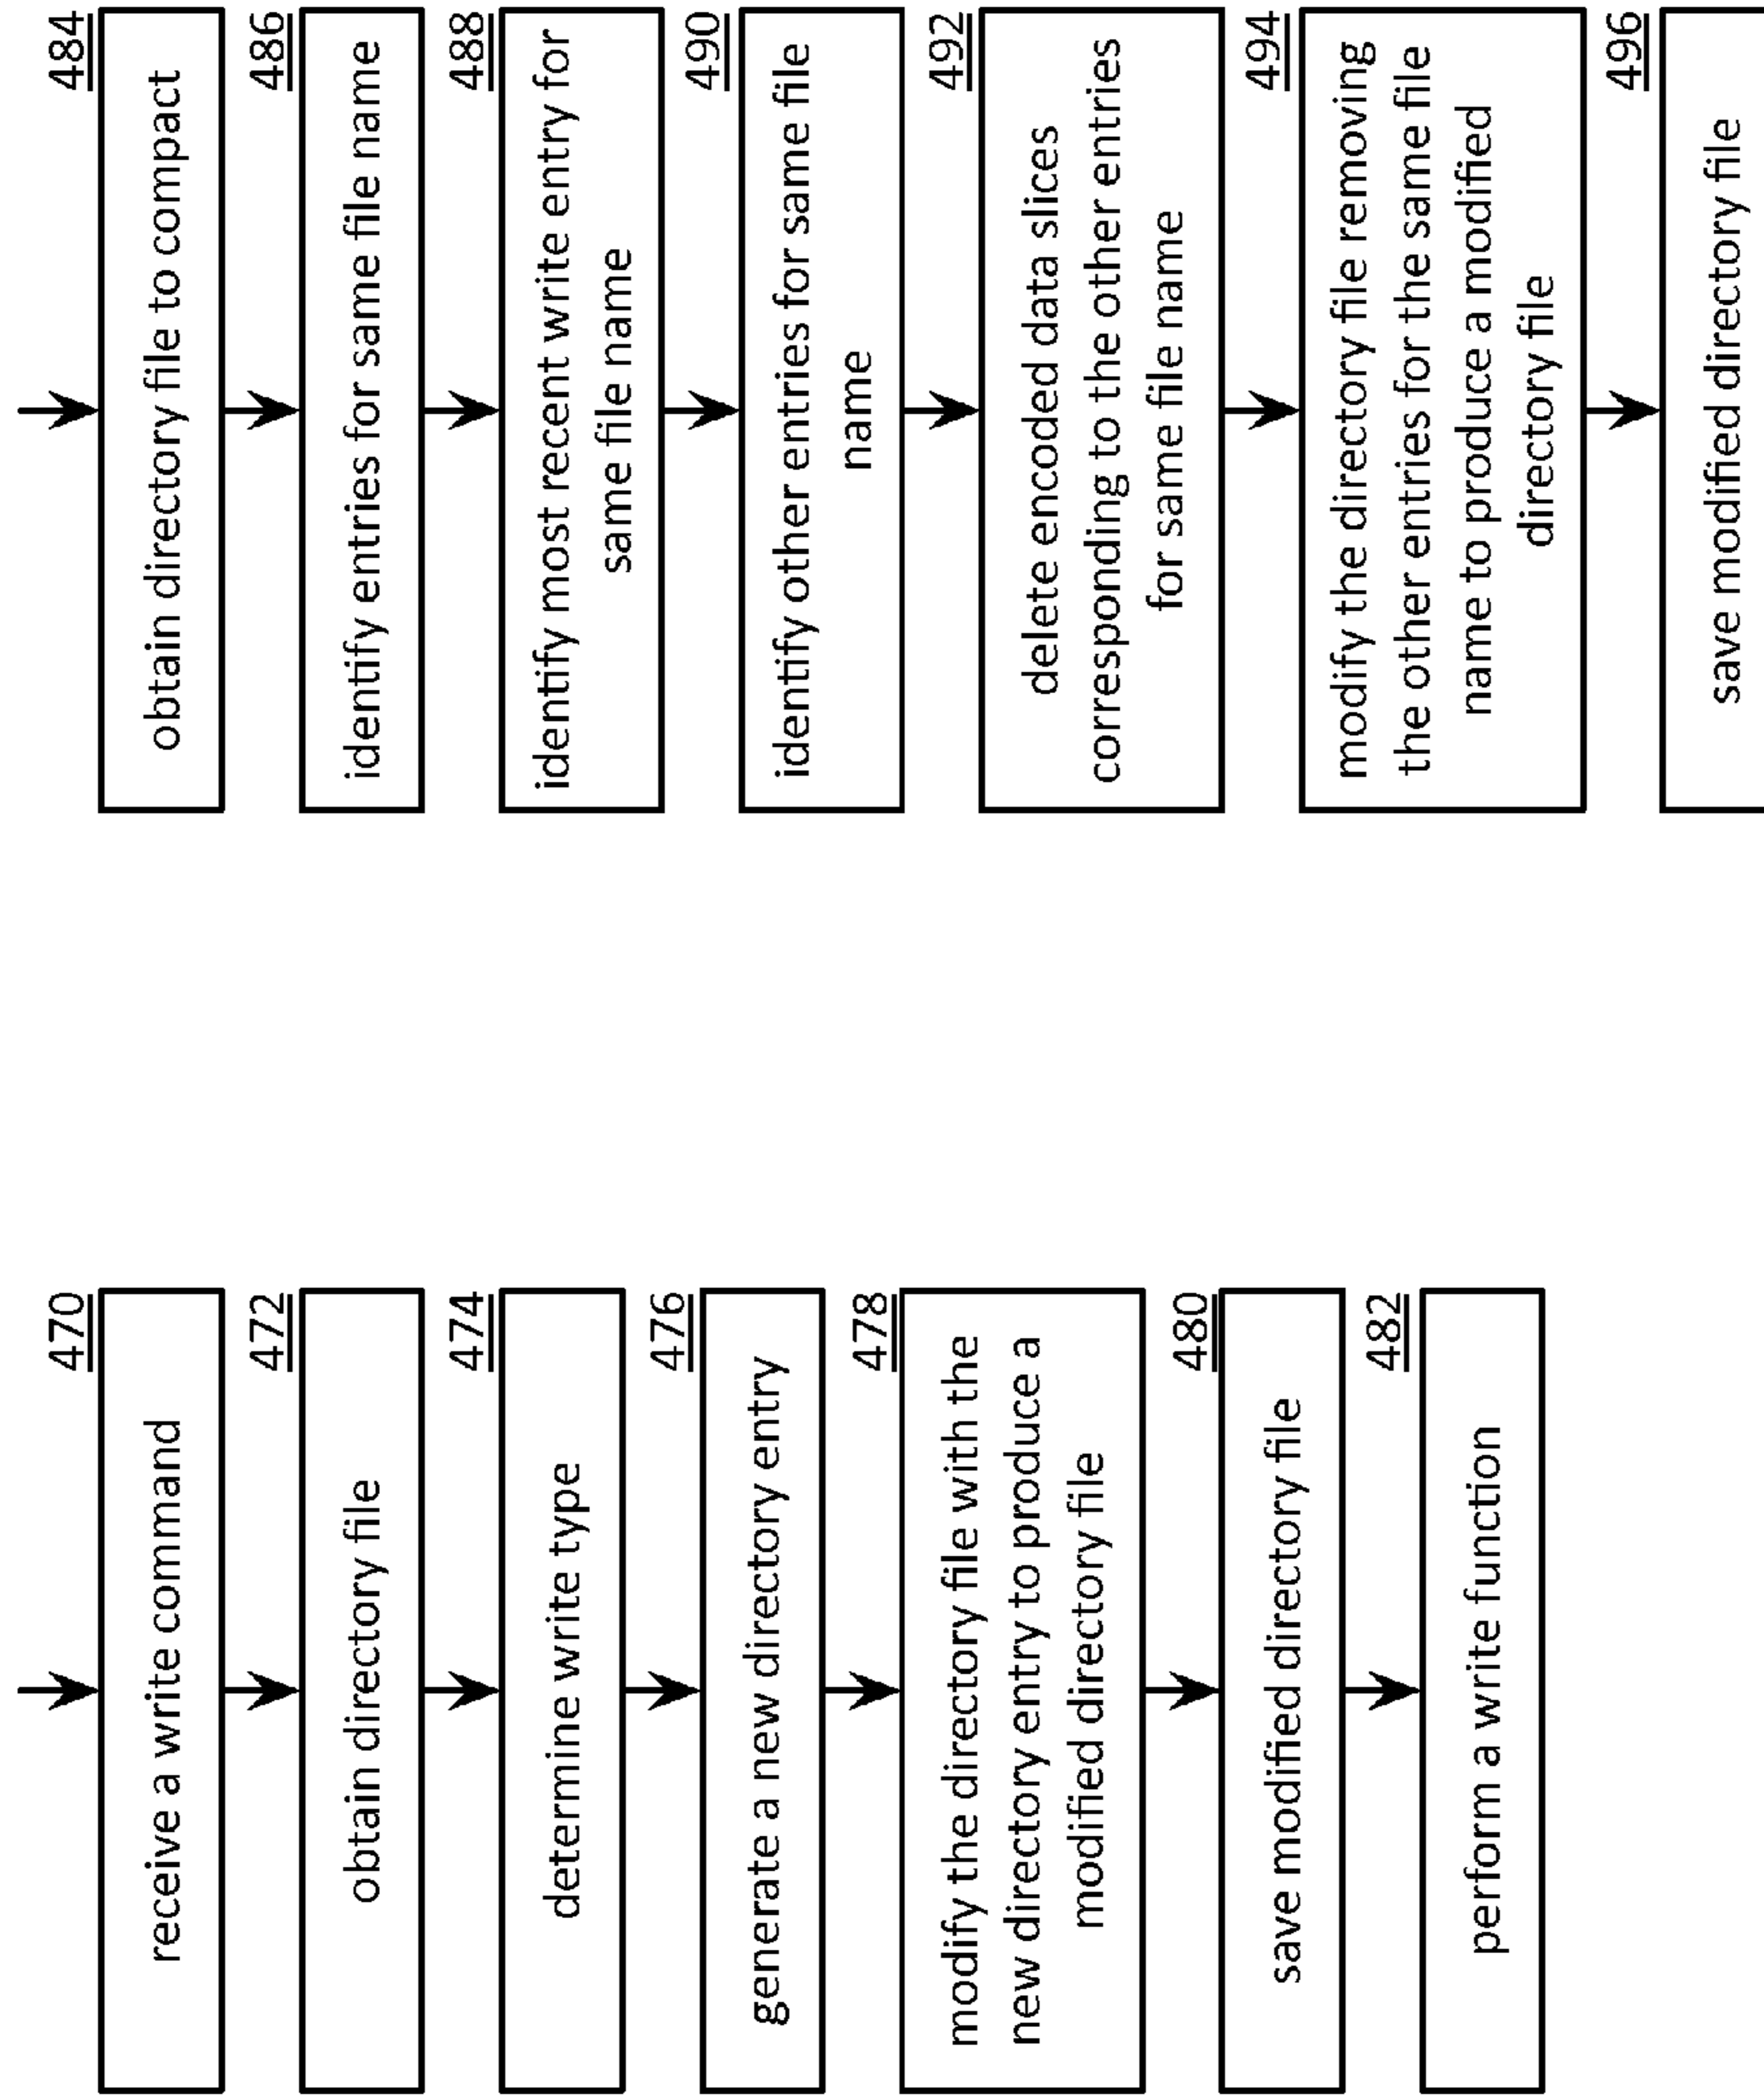 470
receive a write command
472
obtain directory file
474
determine write type
476
generate a new directory entry
478
modify the directory file with the
new directory entry to produce a
modified directory file
480
save modified directory file
482
perform a write function
484
obtain directory file to compact
486
identify entries for same file name
488
identify most recent write entry for
same file name
490
identify other entries for same file
name
492
delete encoded data slices
corresponding to the other entries
for same file name
494
modify the directory file removing
the other entries for the same file
name to produce a modified
directory file
496
save modified directory file